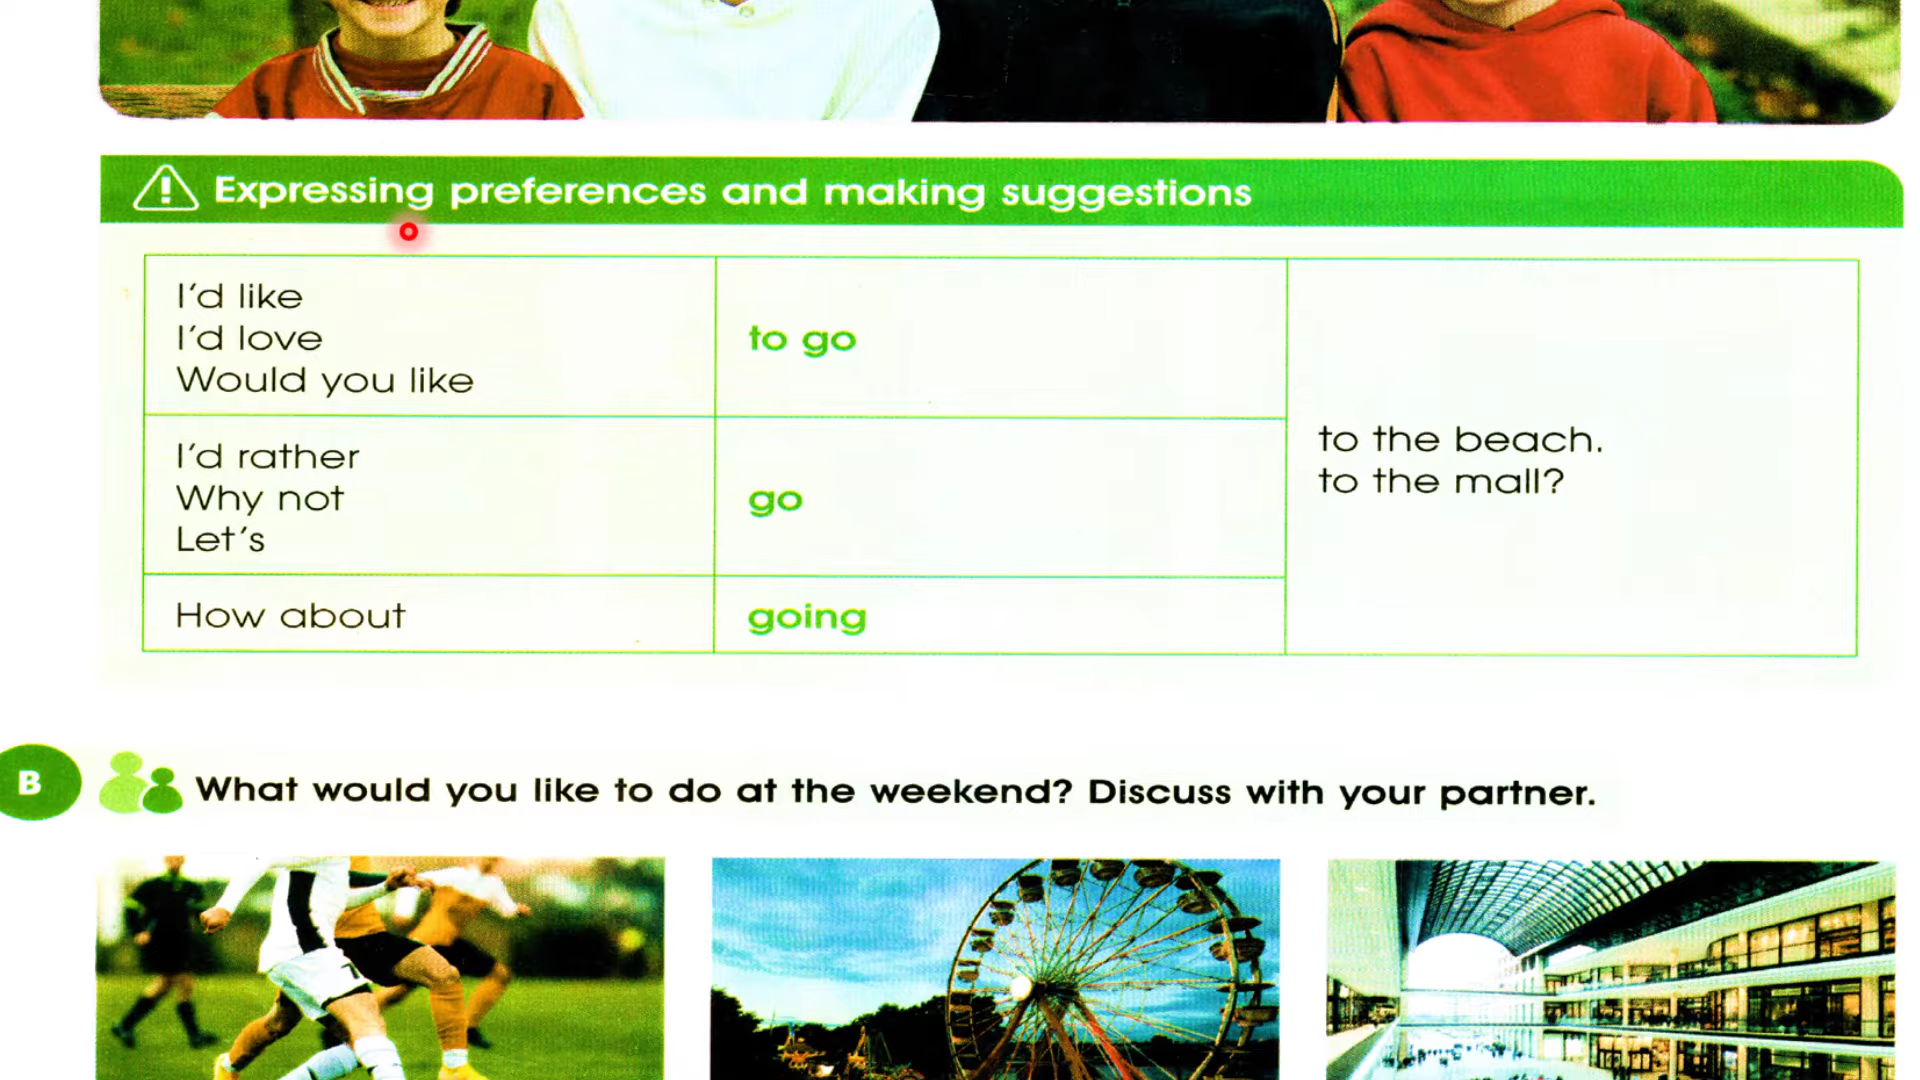 Expressing preferences and making suggestions
I'd like
I'd love
Would you like
to go
I'd rather
Why not
Let's
go
How about
going
to the beach.
to the mall?
B
What would you like to do at the weekend? Discuss with your partner.